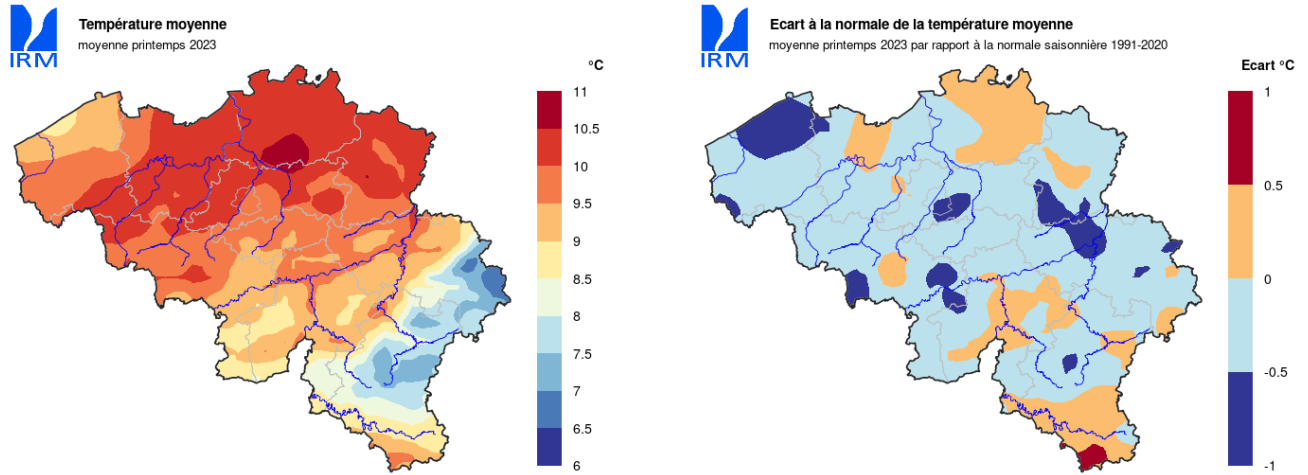 IRM
Température moyenne
moyenne printemps 2023
°C
11
10.5
10
9.5
9
8.5
8
7.5
7
6.5
6
IRM
Ecart à la normale de la température moyenne
moyenne printemps 2023 par rapport à la normale saisonnière 1991-2020
Ecart °C
1
0.5
0
-0.5
-1